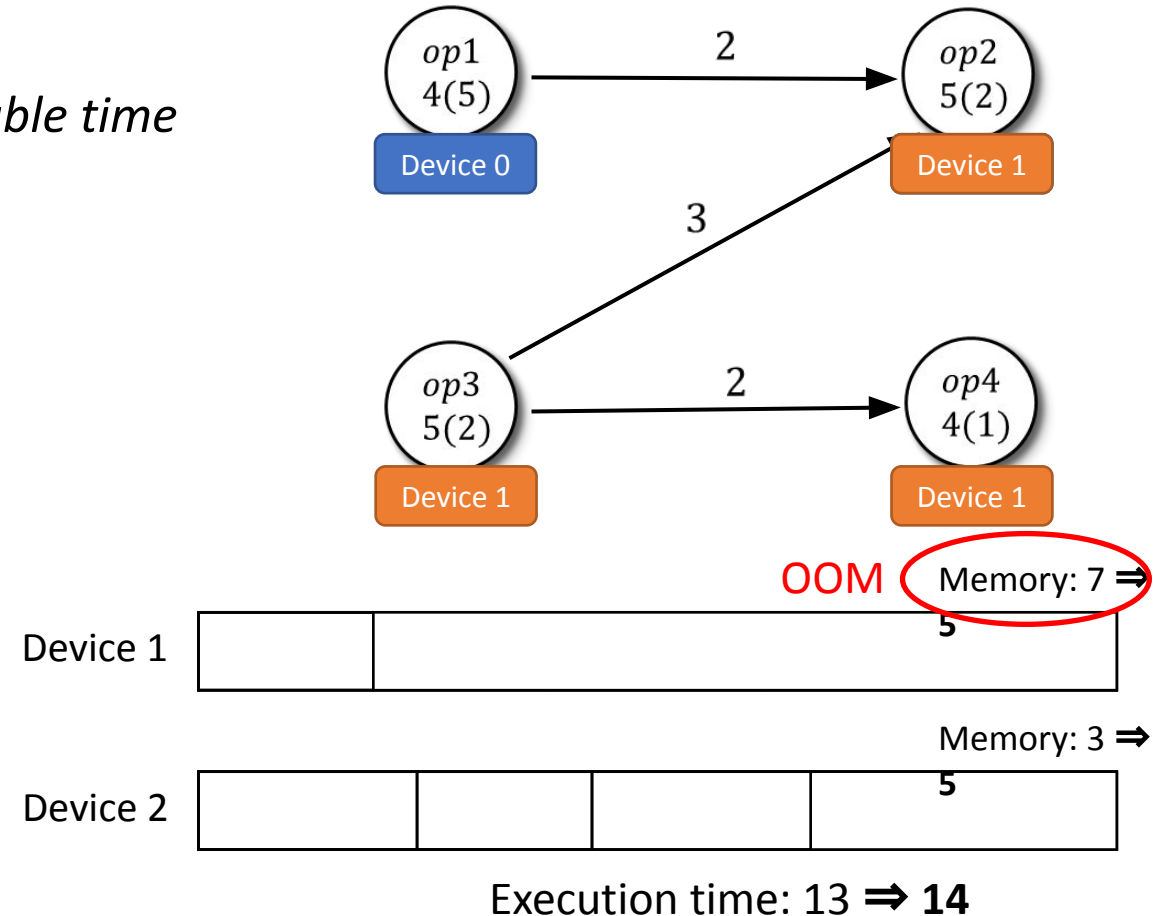 2
op1
4(5)
op2
5(2)
ble time
Device 0
Device 1
3
2
op3
5(2)
op4
4(1)
Device 1
Device 1
OOM
Memory: 7 ⇒
5
Device 1
Memory: 3 ⇒
5
Device 2
Execution time: 13 ⇒ 14